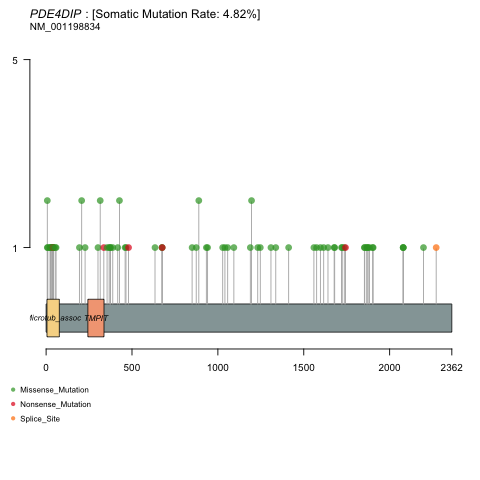 PDE4DIP : [Somatic Mutation Rate: 4.82%]
NM_001198834
5
1
ficrotub_assoc TMPIT
0 500 1000 1500 2000 2362
Missense_Mutation
Nonsense_Mutation
Splice_Site